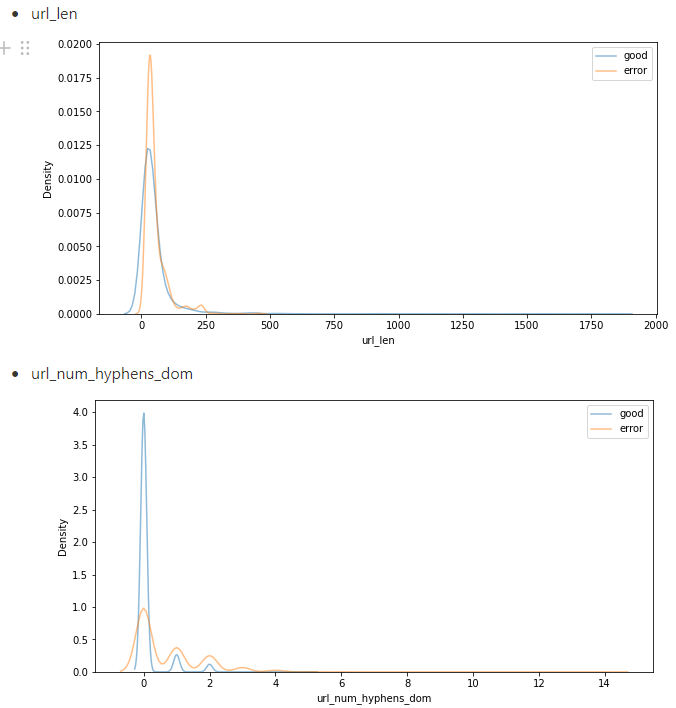 • url_len
good
error
0.0200
0.0175
0.0150
0.0125
0.0100
0.0075
0.0050
0.0025
0.0000
Density
0 250 500 750 1000 1250 1500 1750 2000
url_len
• url_num_hyphens_dom
good
error
4.0
3.5
3.0
2.5
2.0
1.5
1.0
0.5
0.0
Density
0 2 4 6 8 10 12 14
url_num_hyphens_dom